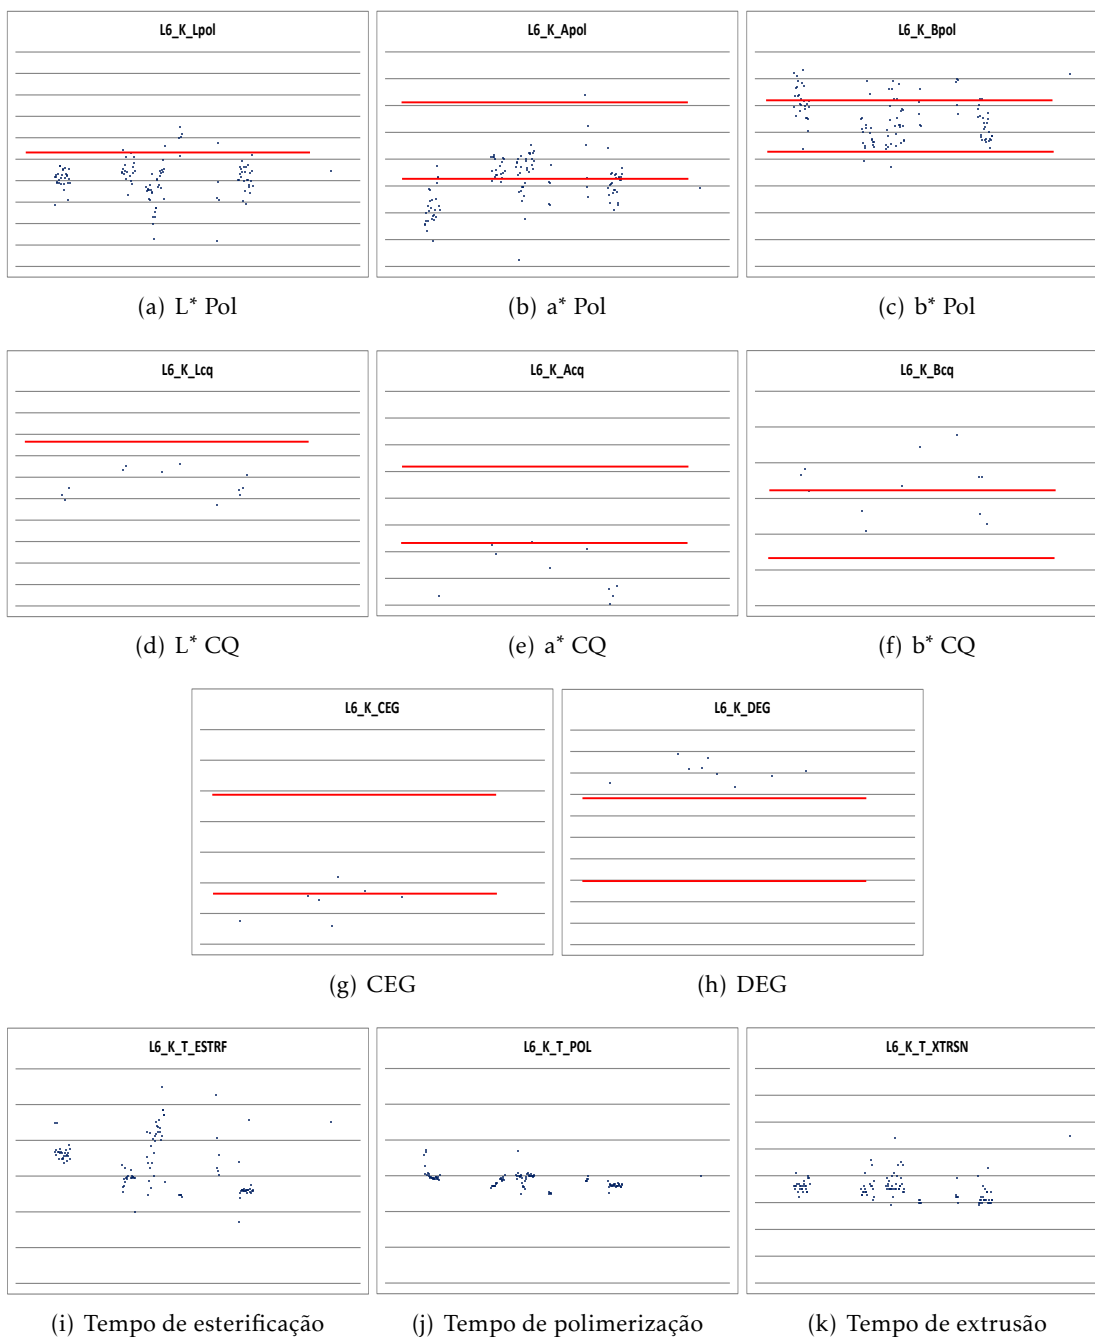 L6_K_Lpol
L6_K_Apol
L6_K_Bpol
(a) L* Pol
(b) a* Pol
(c) b* Pol
L6_K_Lcq
L6_K_Acq
L6_K_Bcq
(d) L* CQ
(e) a* CQ
(f) b* CQ
L6_K_CEG
L6_K_DEG
(g) CEG
(h) DEG
L6_K_T_ESTRF
L6_K_T_POL
L6_K_T_XTRSN
(i) Tempo de esterificação
(j) Tempo de polimerização
(k) Tempo de extrusão